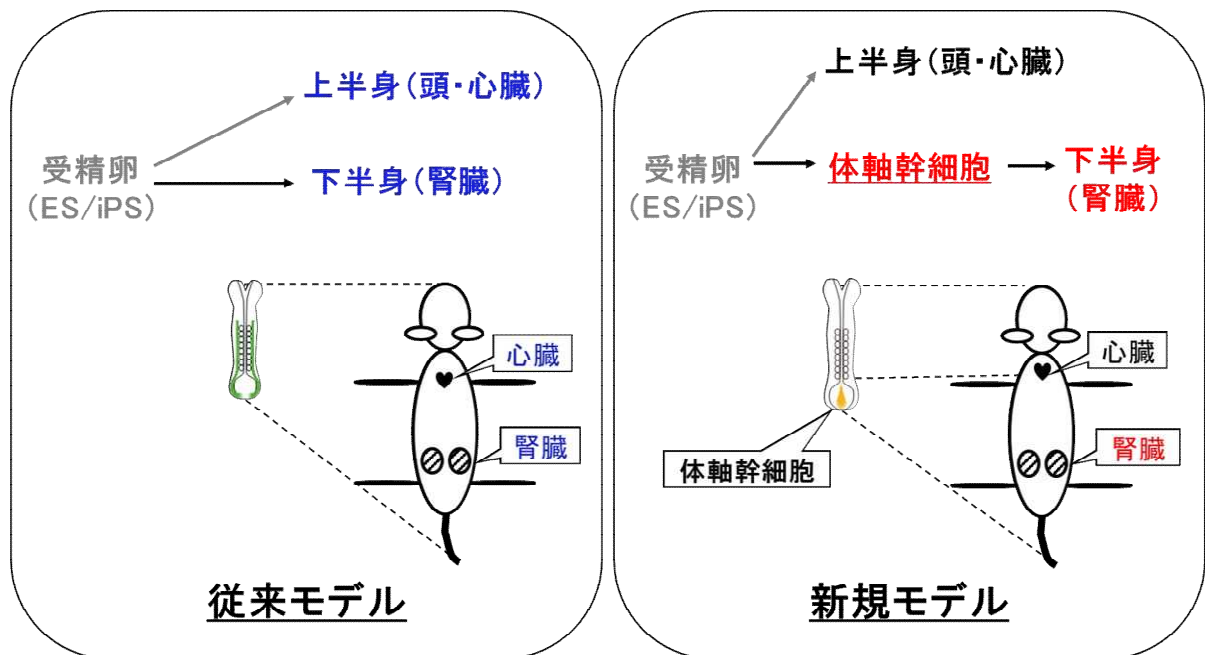 上半身(頭・心臓)
受精卵
(ES/iPS)
下半身(腎臓)
心臓
腎臓
従来モデル
上半身(頭・心臓)
受精卵
(ES/iPS)
体軸幹細胞
下半身
(腎臓)
心臓
腎臓
体軸幹細胞
新規モデル